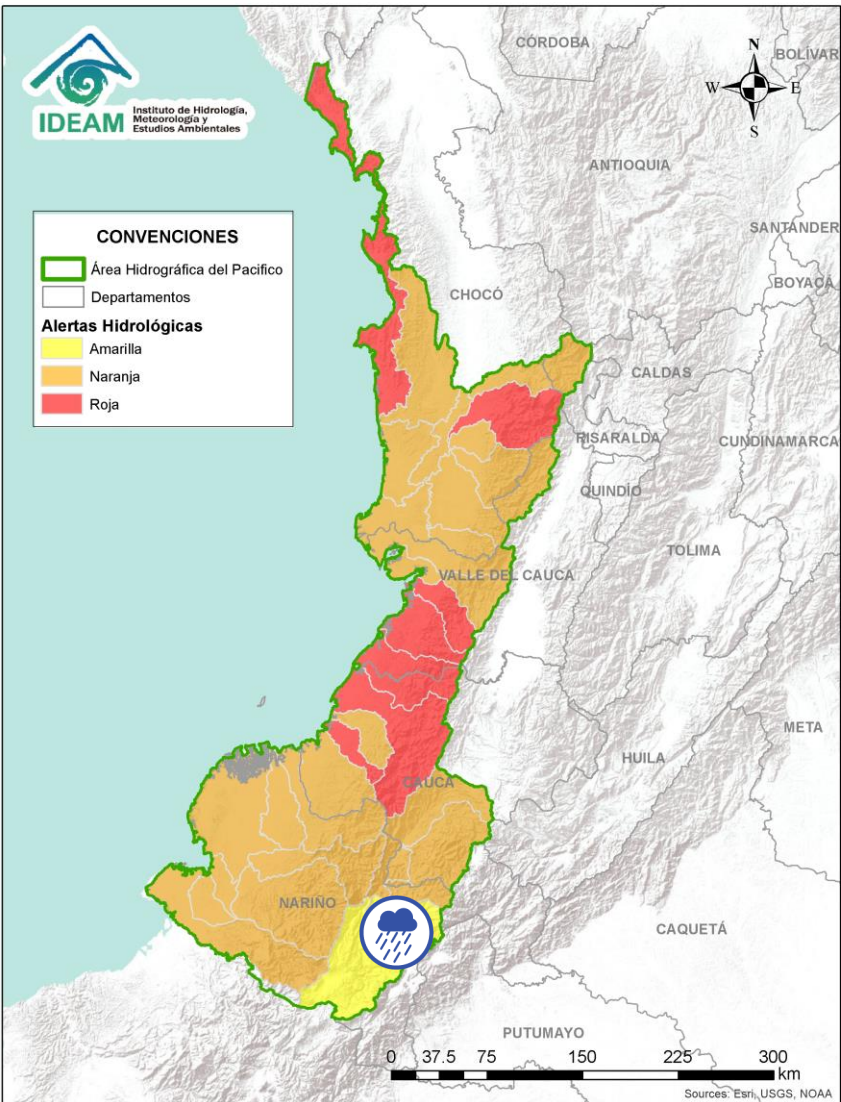 IDEAM
Instituto de Hidrología,
Meteorología y
Estudios Ambientales
N
W
E
S
CÓRDOBA
BOLÍVAR
ANTIOQUIA
SANTANDER
BOYACÁ
CHOCÓ
CALDAS
RISARALDA
CUNDINAMARCA
QUINDÍO
TOLIMA
VALLE DEL CAUCA
META
HUILA
CAUCA
NARIÑO
CAQUETÁ
PUTUMAYO
CONVENCIONES
Área Hidrográfica del Pacifico
Departamentos
Alertas Hidrológicas
Amarilla
Naranja
Roja
0 37.5 75 150 225 300
km
Sources: Esri, USGS, NOAA